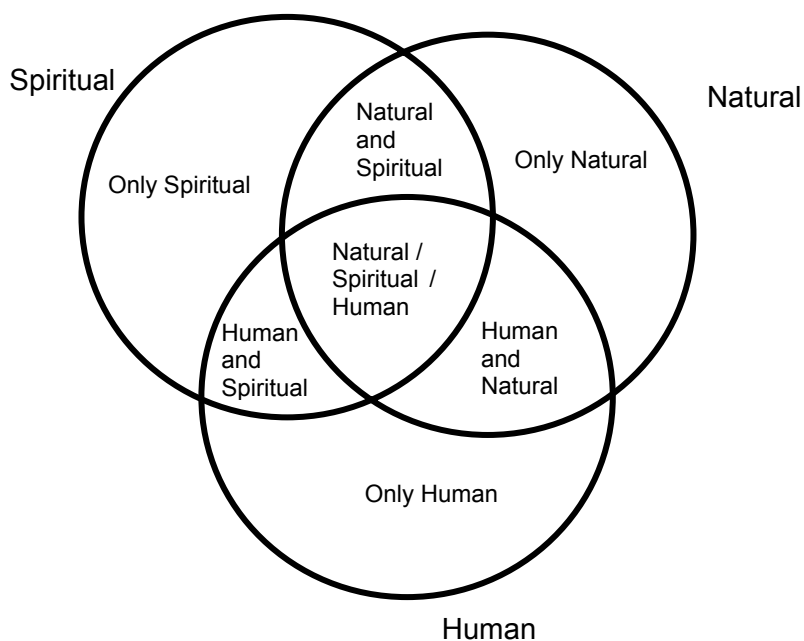 Spiritual
Natural
Natural
and
Spiritual
Only Natural
Only Spiritual
Natural /
Spiritual /
Human
Human
and
Spiritual
Human
and
Natural
Only Human
Human